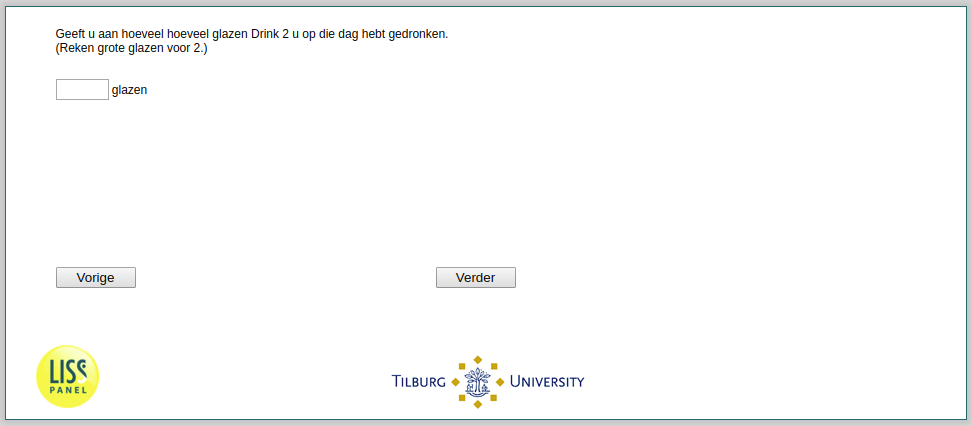 Geeft u aan hoeveel hoeveel glazen Drink 2 u op die dag hebt gedronken.
(Reken grote glazen voor 2.)
glazen
Vorige
Verder
LISS
PANEL
TILBURG UNIVERSITY